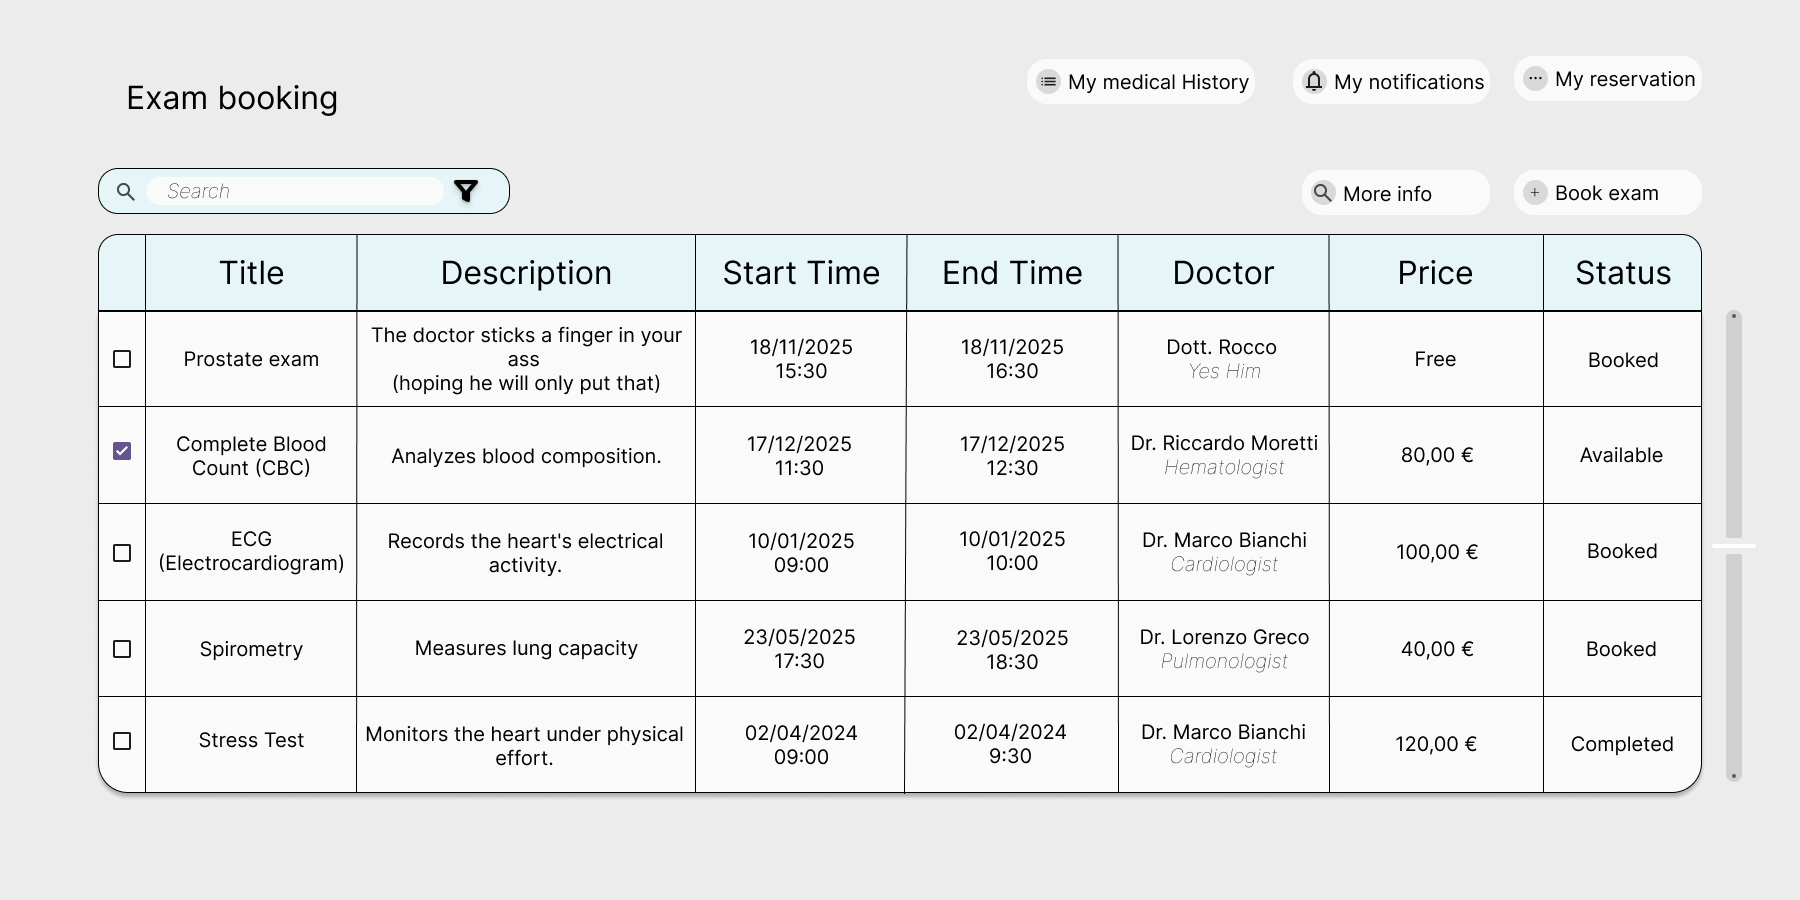 Exam booking
My medical History
My notifications
My reservation
Search
More info
+ Book exam
Title
Description
Start Time
End Time
Doctor
Price
Status
Prostate exam
The doctor sticks a finger in your
ass
(hoping he will only put that)
18/11/2025
15:30
18/11/2025
16:30
Dott. Rocco
Yes Him
Free
Booked
Complete Blood
Count (CBC)
Analyzes blood composition.
17/12/2025
11:30
17/12/2025
12:30
Dr. Riccardo Moretti
Hematologist
80,00 €
Available
ECG
(Electrocardiogram)
Records the heart's electrical
activity.
10/01/2025
09:00
10/01/2025
10:00
Dr. Marco Bianchi
Cardiologist
100,00 €
Booked
Spirometry
Measures lung capacity
23/05/2025
17:30
23/05/2025
18:30
Dr. Lorenzo Greco
Pulmonologist
40,00 €
Booked
Stress Test
Monitors the heart under physical
effort.
02/04/2024
09:00
02/04/2024
9:30
Dr. Marco Bianchi
Cardiologist
120,00 €
Completed